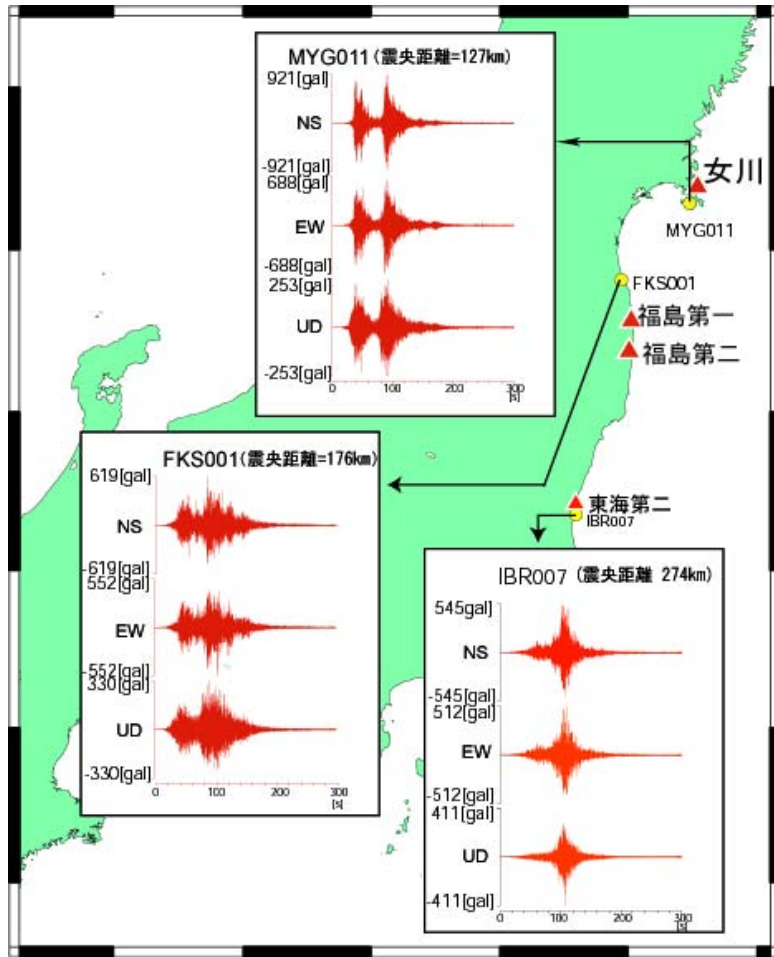 MYG011(震央距離=127km)
921[gal]
NS
-921[gal]
688[gal]
EW
-688[gal]
253[gal]
UD
-253[gal]
0 100 200 300
[s]
女川
MYG011
FKS001
福島第一
福島第二
FKS001(震央距離=176km)
619[gal]
NS
-619[gal]
552[gal]
EW
-552[gal]
330[gal]
UD
-330[gal]
0 100 200 300
[s]
東海第二
IBR007
IBR007 (震央距離 274km)
545gal]
NS
-545[gal]
512[gal]
EW
-512[gal]
411[gal]
UD
-411[gal]
0 100 200 300
[s]